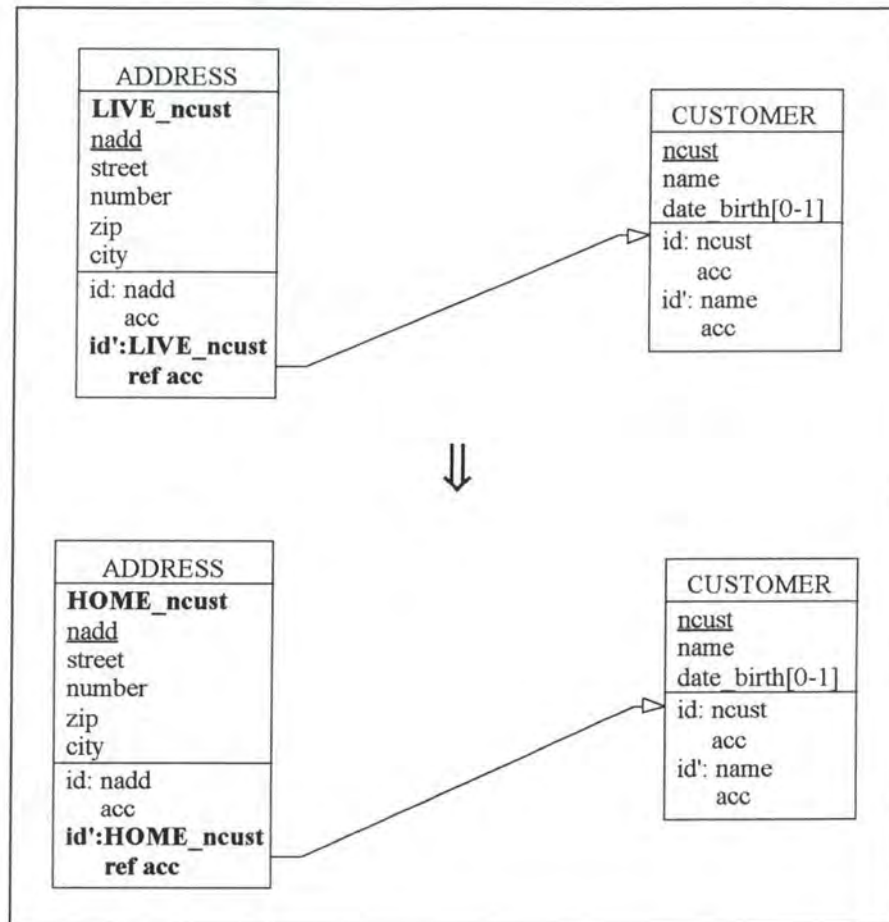 ADDRESS
LIVE_ncust
nadd
street
number
zip
city
id: nadd
acc
id':LIVE_ncust
ref acc
CUSTOMER
ncust
name
date_birth[0-1]
id: ncust
acc
id': name
acc
⇓
ADDRESS
HOME_ncust
nadd
street
number
zip
city
id: nadd
acc
id':HOME_ncust
ref acc
CUSTOMER
ncust
name
date_birth[0-1]
id: ncust
acc
id': name
acc